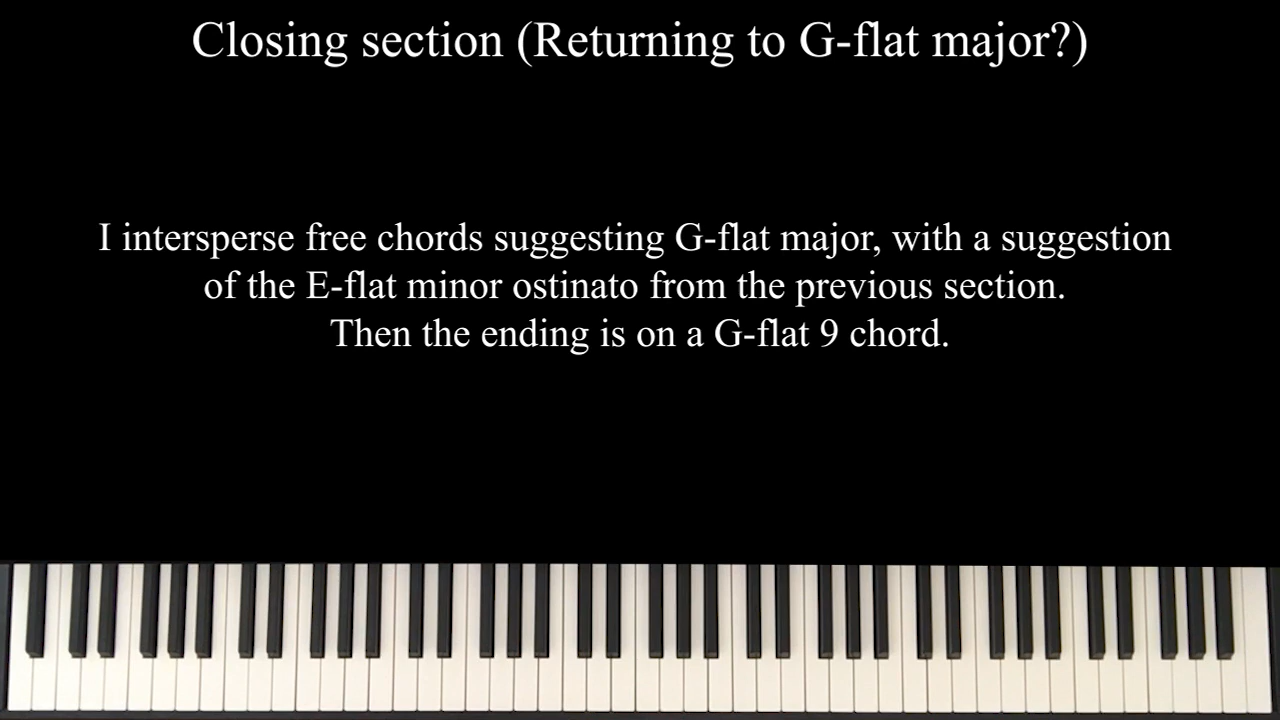 Closing section (Returning to G-flat major?)
I intersperse free chords suggesting G-flat major, with a suggestion
of the E-flat minor ostinato from the previous section.
Then the ending is on a G-flat 9 chord.